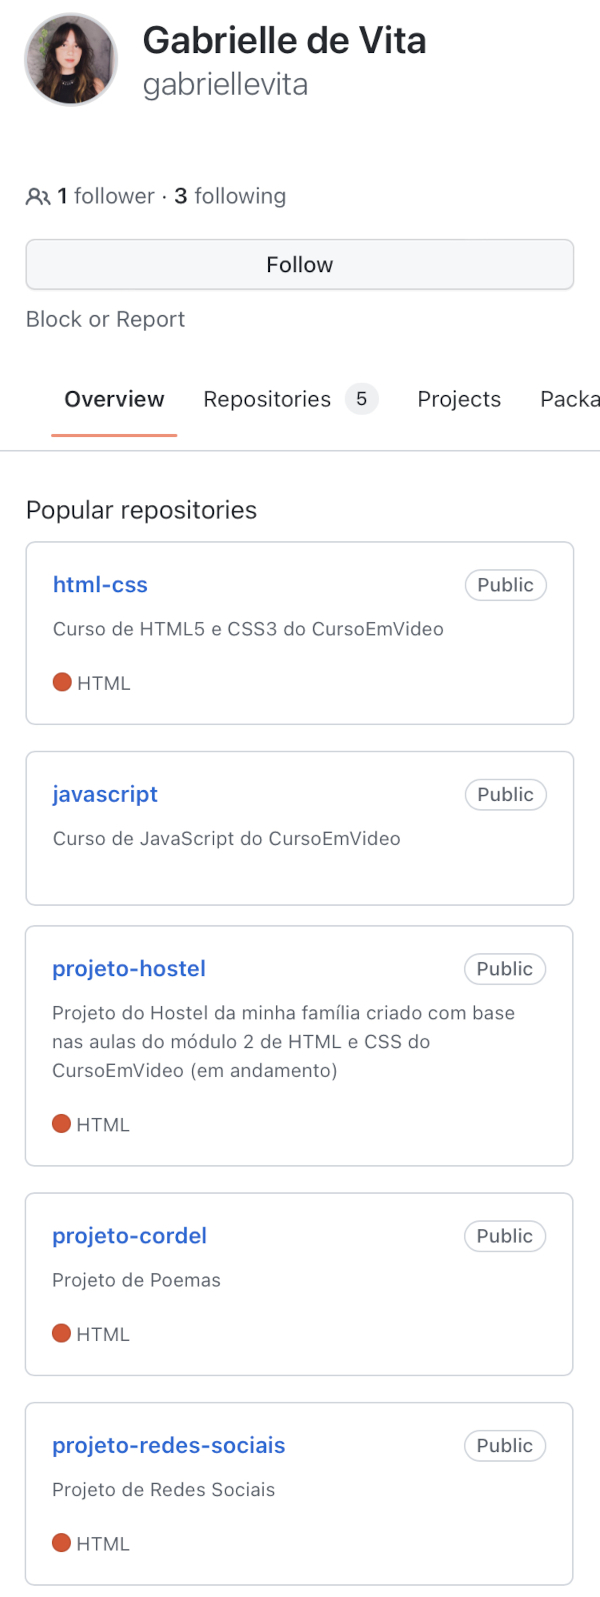 Gabrielle de Vita
gabriellevita
1 follower · 3 following
Follow
Block or Report
Overview Repositories 5 Projects Packa
Popular repositories
html-css Public
Curso de HTML5 e CSS3 do CursoEmVideo
HTML
javascript Public
Curso de JavaScript do CursoEmVideo
projeto-hostel Public
Projeto do Hostel da minha família criado com base
nas aulas do módulo 2 de HTML e CSS do
CursoEmVideo (em andamento)
HTML
projeto-cordel Public
Projeto de Poemas
HTML
projeto-redes-sociais Public
Projeto de Redes Sociais
HTML